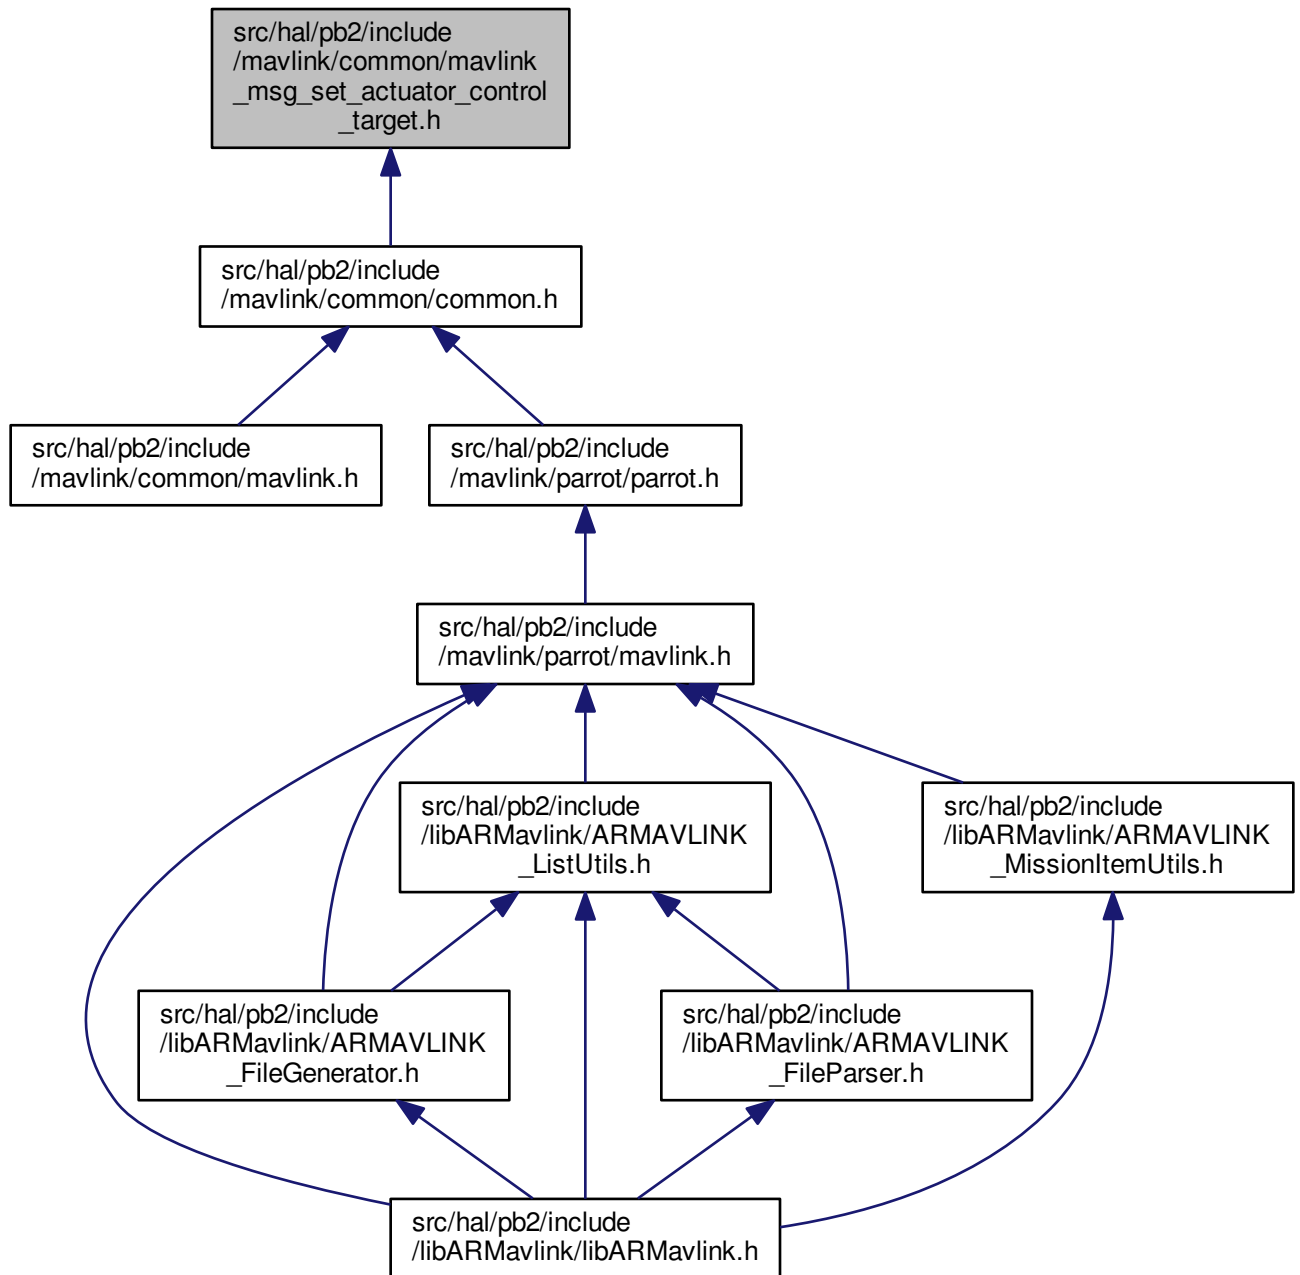 src/hal/pb2/include
/mavlink/common/mavlink
_msg_set_actuator_control
_target.h
src/hal/pb2/include
/mavlink/common/common.h
src/hal/pb2/include
/mavlink/common/mavlink.h
src/hal/pb2/include
/mavlink/parrot/parrot.h
src/hal/pb2/include
/mavlink/parrot/mavlink.h
src/hal/pb2/include
/libARMavlink/ARMAVLINK
_ListUtils.h
src/hal/pb2/include
/libARMavlink/ARMAVLINK
_MissionItemUtils.h
src/hal/pb2/include
/libARMavlink/ARMAVLINK
_FileGenerator.h
src/hal/pb2/include
/libARMavlink/ARMAVLINK
_FileParser.h
src/hal/pb2/include
/libARMavlink/libARMavlink.h